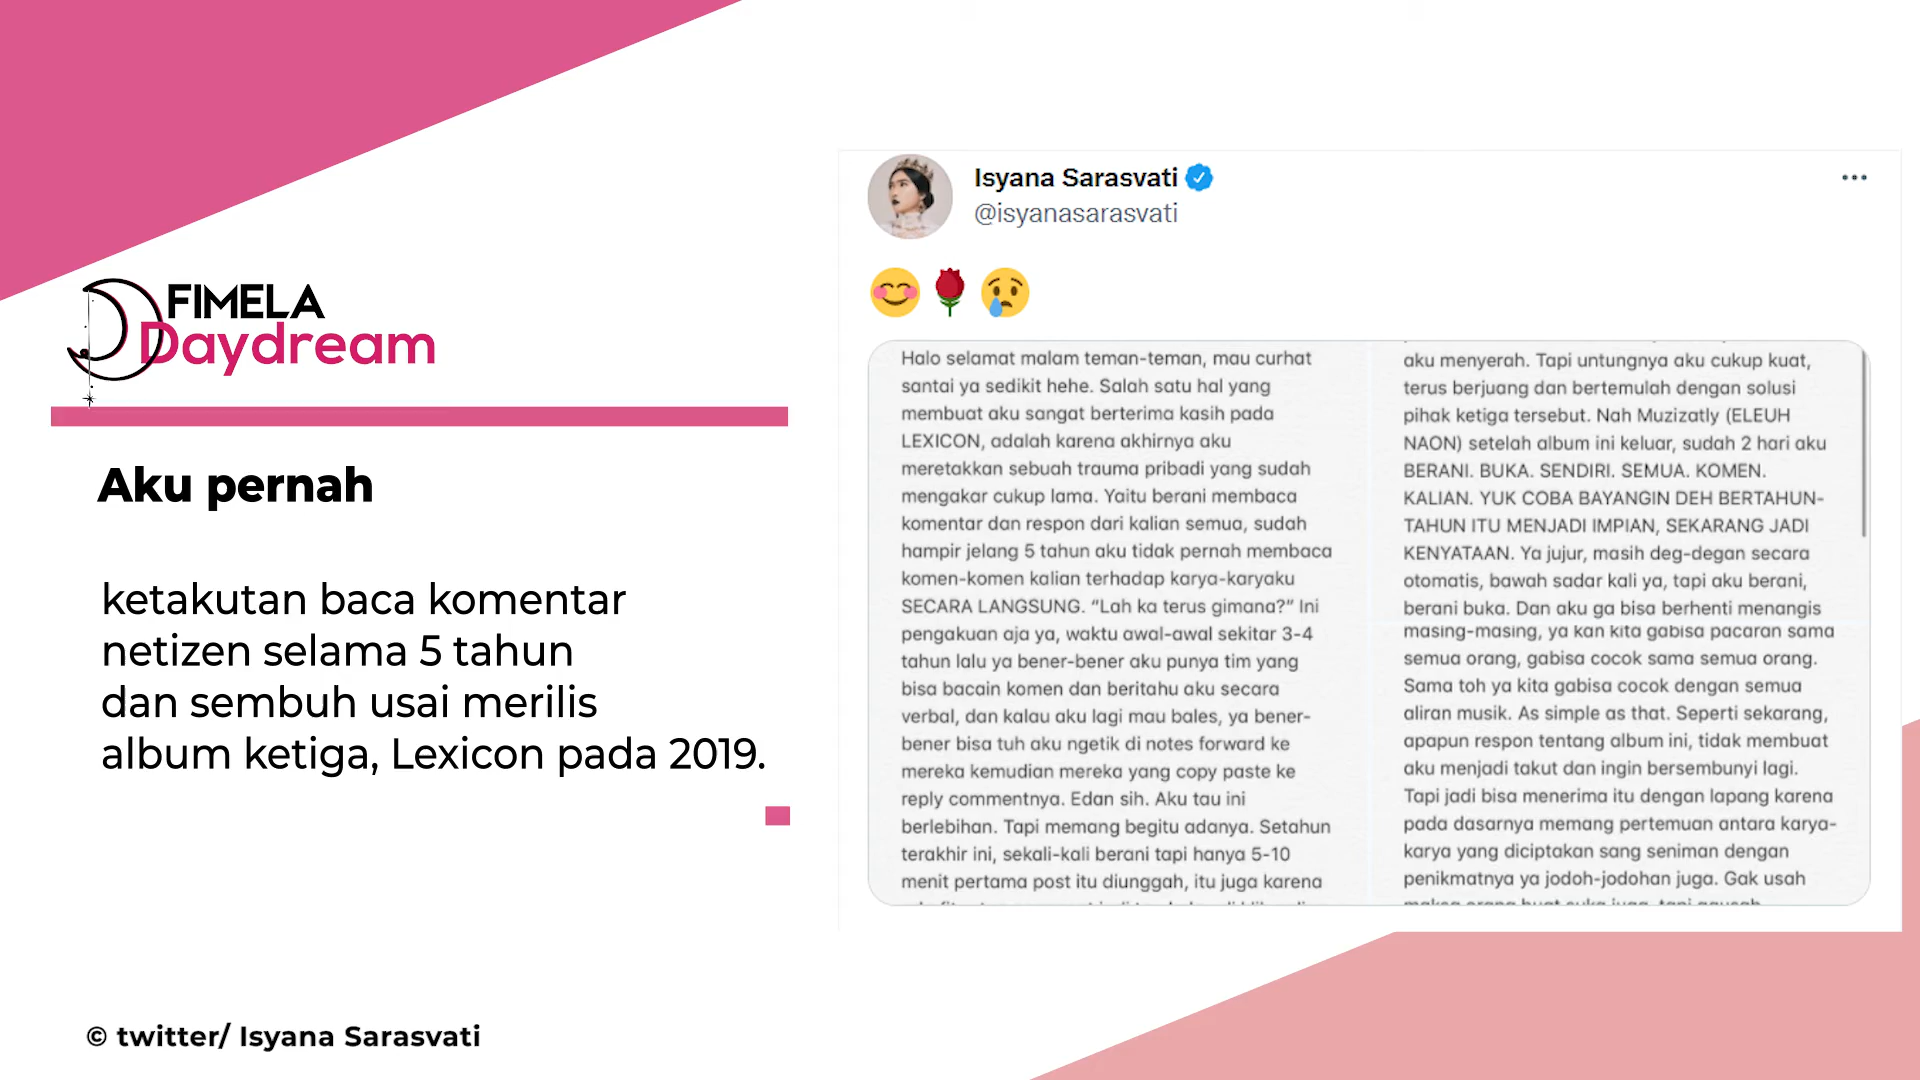 FIMELA
Daydream
Aku pernah
ketakutan baca komentar
netizen selama 5 tahun
dan sembuh usai merilis
album ketiga, Lexicon pada 2019.
© twitter/ Isyana Sarasvati
Isyana Sarasvati
@isyanasarasvati
😊🌹😢
Halo selamat malam teman-teman, mau curhat
santai ya sedikit hehe. Salah satu hal yang
membuat aku sangat berterima kasih pada
LEXICON, adalah karena akhirnya aku
meretakkan sebuah trauma pribadi yang sudah
mengakar cukup lama. Yaitu berani membaca
komentar dan respon dari kalian semua, sudah
hampir jelang 5 tahun aku tidak pernah membaca
komen-komen kalian terhadap karya-karyaku
SECARA LANGSUNG. “Lah ka terus gimana?” Ini
pengakuan aja ya, waktu awal-awal sekitar 3-4
tahun lalu ya bener-bener aku punya tim yang
bisa bacain komen dan beritahu aku secara
verbal, dan kalau aku lagi mau bales, ya bener-
bener bisa tuh aku ngetik di notes forward ke
mereka kemudian mereka yang copy paste ke
reply commentnya. Edan sih. Aku tau ini
berlebihan. Tapi memang begitu adanya. Setahun
terakhir ini, sekali-kali berani tapi hanya 5-10
menit pertama post itu diunggah, itu juga karena
aku menyerah. Tapi untungnya aku cukup kuat,
terus berjuang dan bertemulah dengan solusi
pihak ketiga tersebut. Nah Muzizatly (ELEUH
NAON) setelah album ini keluar, sudah 2 hari aku
BERANI. BUKA. SENDIRI. SEMUA. KOMEN.
KALIAN. YUK COBA BAYANGIN DEH BERTAHUN-
TAHUN ITU MENJADI IMPIAN, SEKARANG JADI
KENYATAAN. Ya jujur, masih deg-degan secara
otomatis, bawah sadar kali ya, tapi aku berani,
berani buka. Dan aku ga bisa berhenti menangis
masing-masing, ya kan kita gabisa pacaran sama
semua orang, gabisa cocok sama semua orang.
Sama toh ya kita gabisa cocok dengan semua
aliran musik. As simple as that. Seperti sekarang,
apapun respon tentang album ini, tidak membuat
aku menjadi takut dan ingin bersembunyi lagi.
Tapi jadi bisa menerima itu dengan lapang karena
pada dasarnya memang pertemuan antara karya-
karya yang diciptakan sang seniman dengan
penikmatnya ya jodoh-jodohan juga. Gak usah